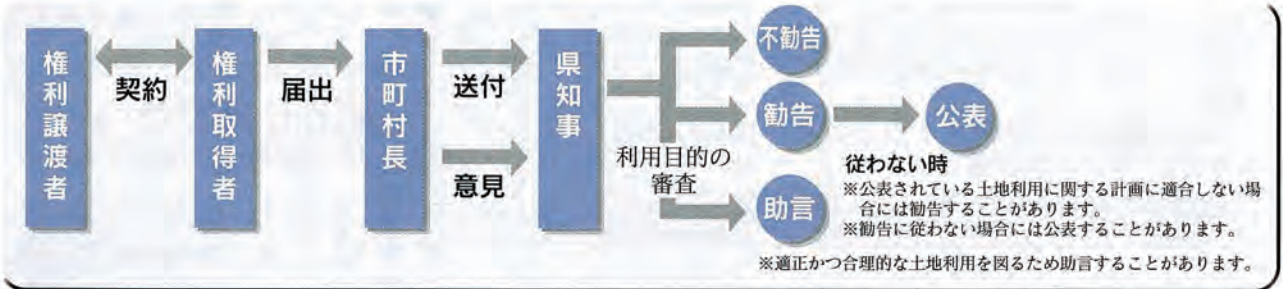 権利譲渡者
契約
権利取得者
届出
市町村長
送付
意見
県知事
利用目的の
審査
不勧告
勧告
公表
従わない時
※公表されている土地利用に関する計画に適合しない場
合には勧告することがあります。
※勧告に従わない場合には公表することがあります。
助言
※適正かつ合理的な土地利用を図るため助言することがあります。